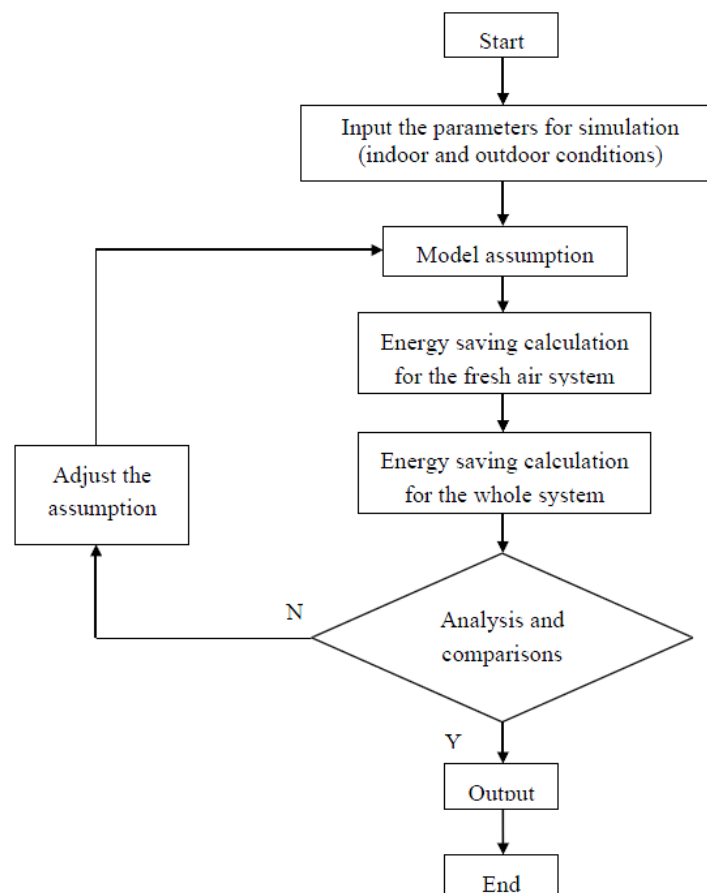 Start
Input the parameters for simulation
(indoor and outdoor conditions)
Model assumption
Energy saving calculation
for the fresh air system
Energy saving calculation
for the whole system
Adjust the
assumption
N
Analysis and
comparisons
Y
Output
End